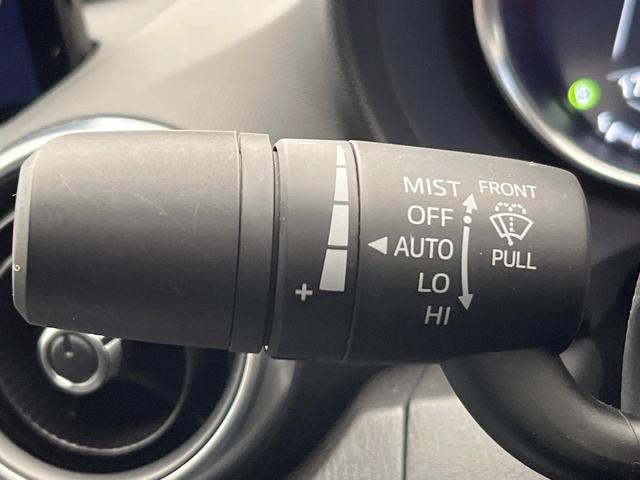 MIST FRONT
OFF
AUTO PULL
LO
HI
−
+